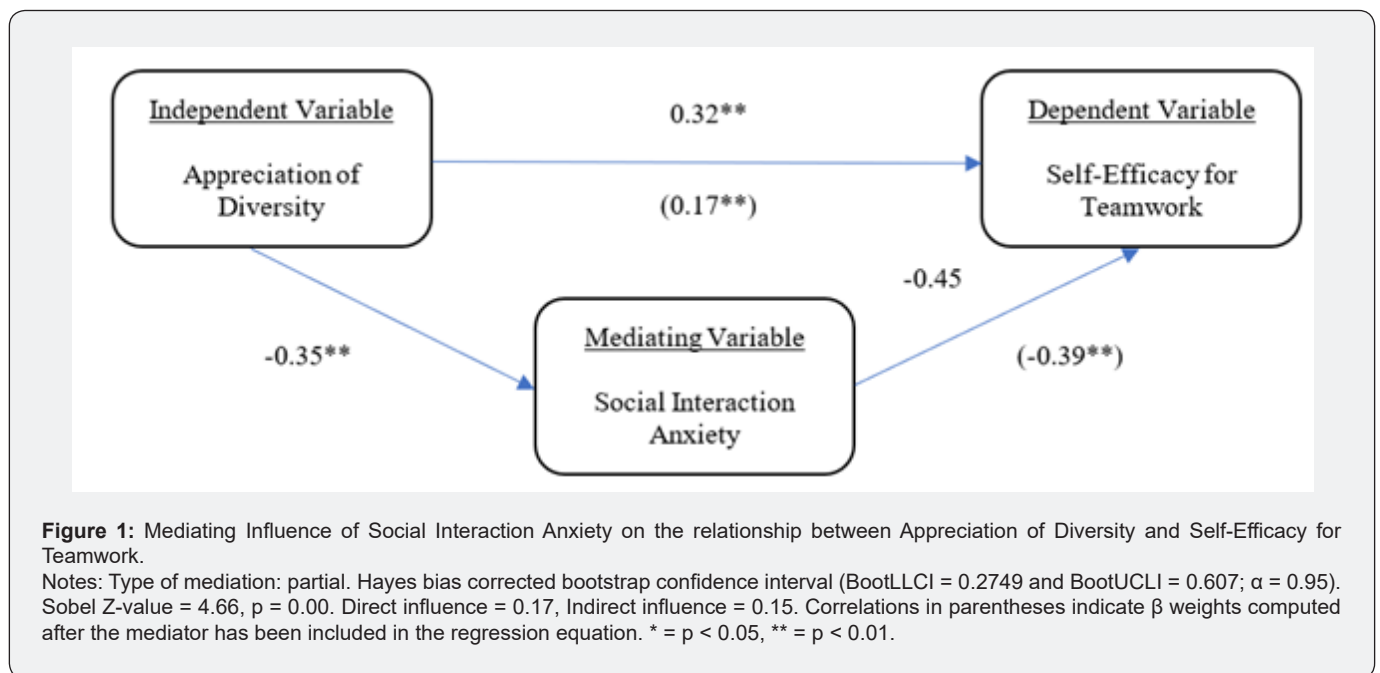 Independent Variable
Appreciation of
Diversity
0.32**
(0.17**)
Dependent Variable
Self-Efficacy for
Teamwork
-0.35**
Mediating Variable
Social Interaction
Anxiety
-0.45
(-0.39**)
Figure 1: Mediating Influence of Social Interaction Anxiety on the relationship between Appreciation of Diversity and Self-Efficacy for
Teamwork.
Notes: Type of mediation: partial. Hayes bias corrected bootstrap confidence interval (BootLLCI = 0.2749 and BootUCLI = 0.607; α = 0.95).
Sobel Z-value = 4.66, p = 0.00. Direct influence = 0.17, Indirect influence = 0.15. Correlations in parentheses indicate β weights computed
after the mediator has been included in the regression equation. * = p < 0.05, ** = p < 0.01.